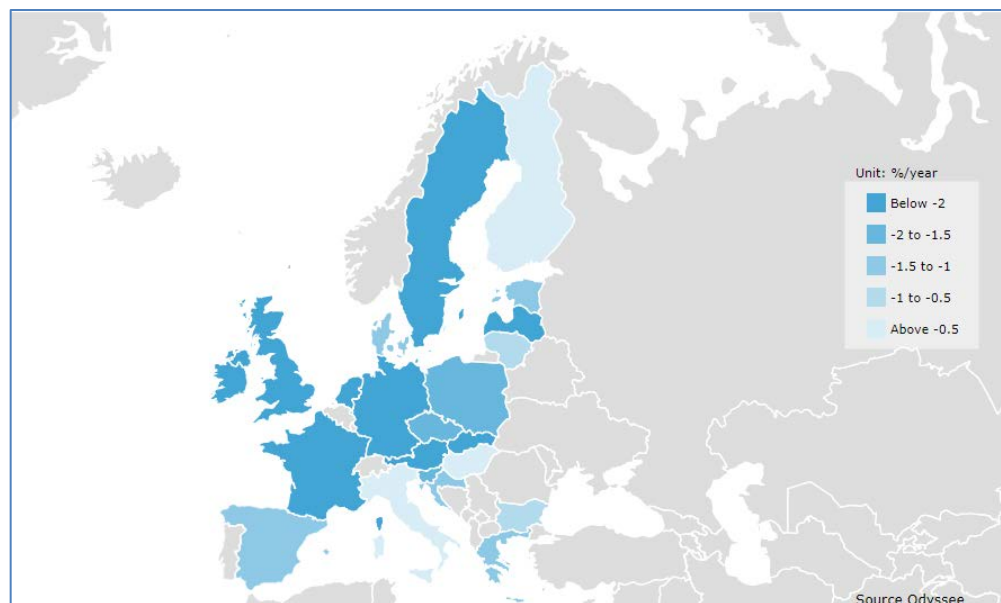 Unit: %/year
Below -2
-2 to -1.5
-1.5 to -1
-1 to -0.5
Above -0.5
Source Odyssee